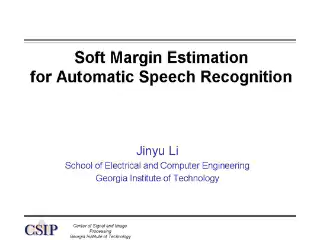 Soft Margin Estimation
for Automatic Speech Recognition
Jinyu Li
School of Electrical and Computer Engineering
Georgia Institute of Technology
CSIP
Center of Signal and Image
Processing
Georgia Institute of Technology